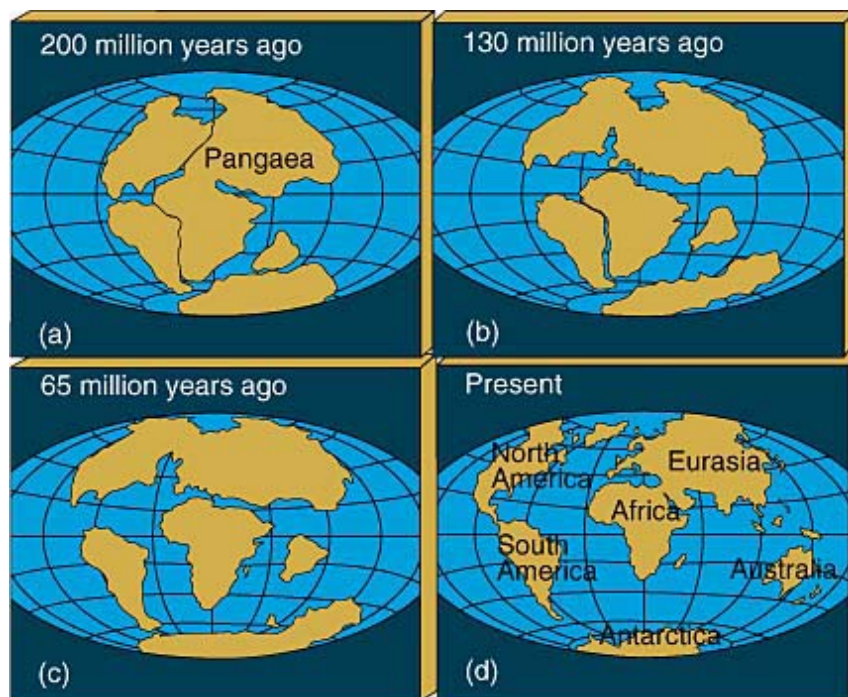 200 million years ago
Pangaea
(a)
130 million years ago
(b)
65 million years ago
(c)
Present
North
America
Eurasia
Africa
South
America
Australia
Antarctica
(d)